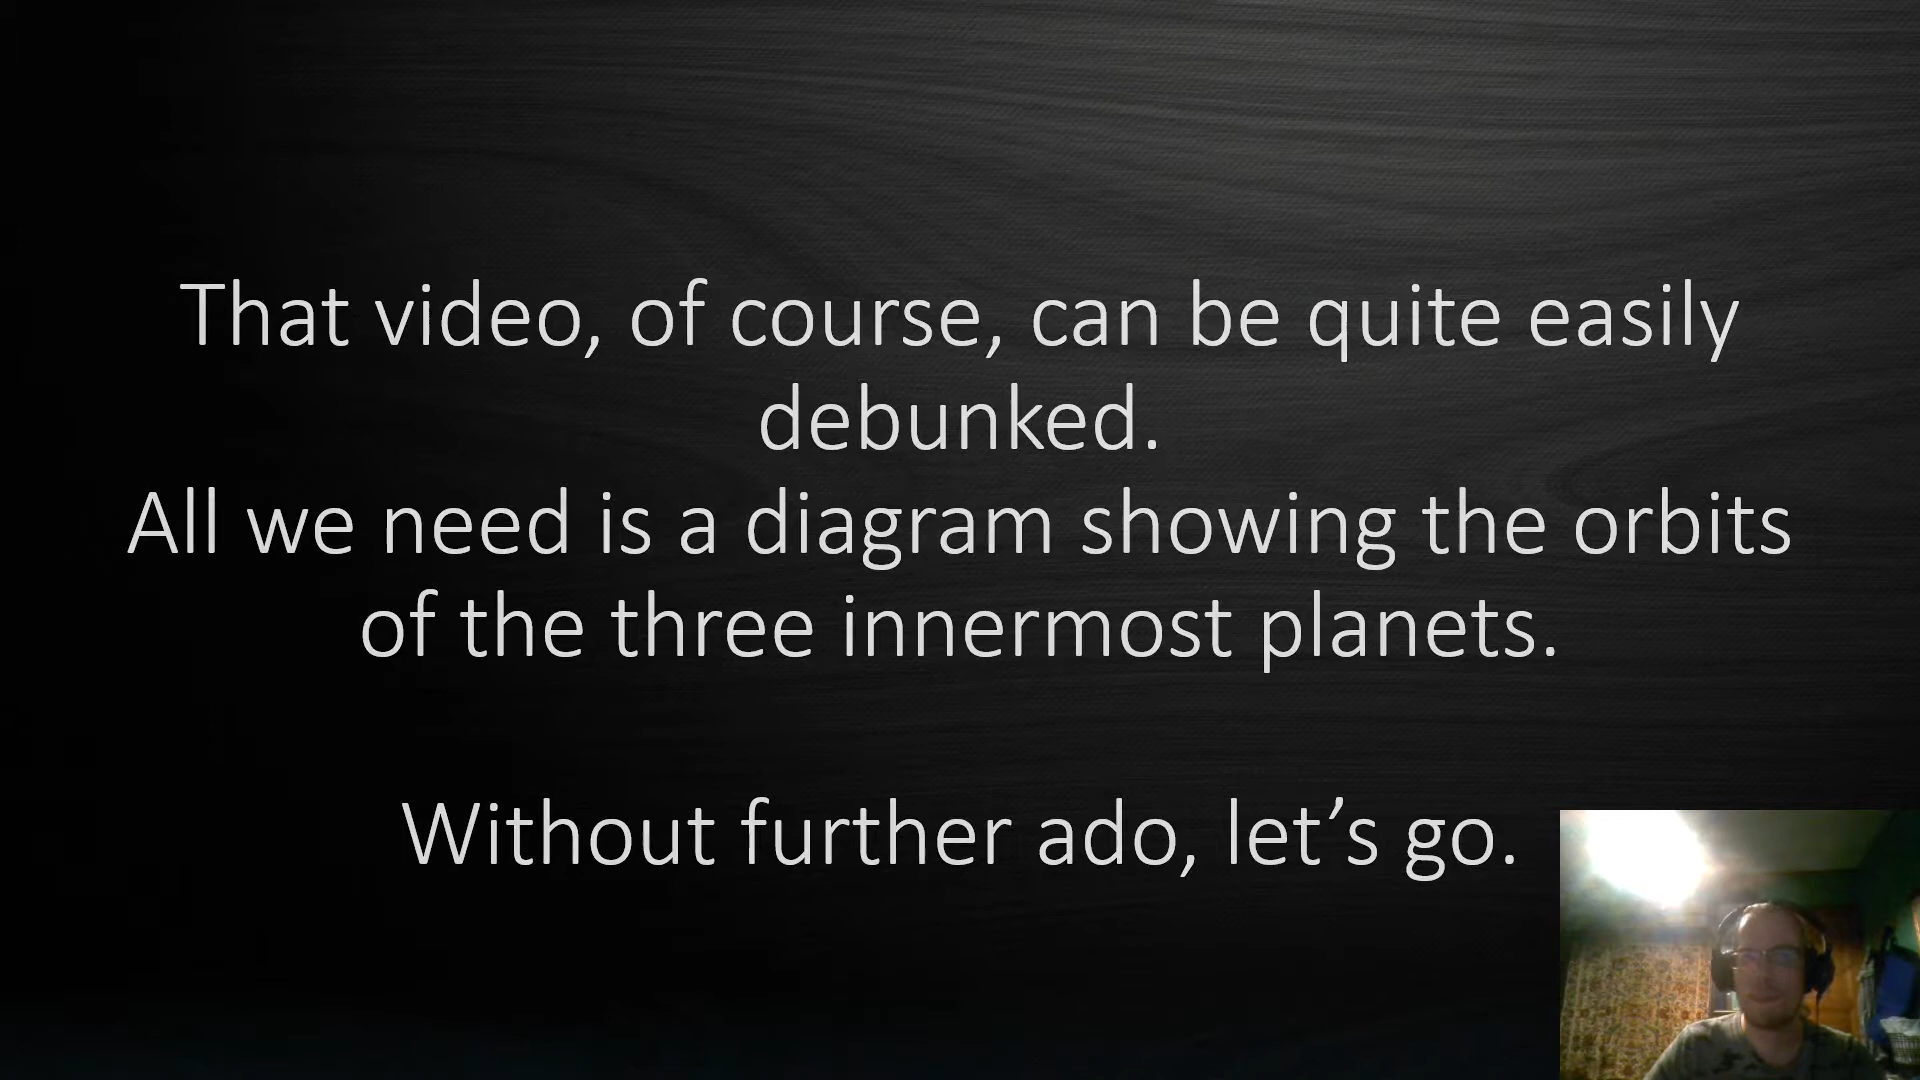 That video, of course, can be quite easily
debunked.
All we need is a diagram showing the orbits
of the three innermost planets.
Without further ado, let’s go.